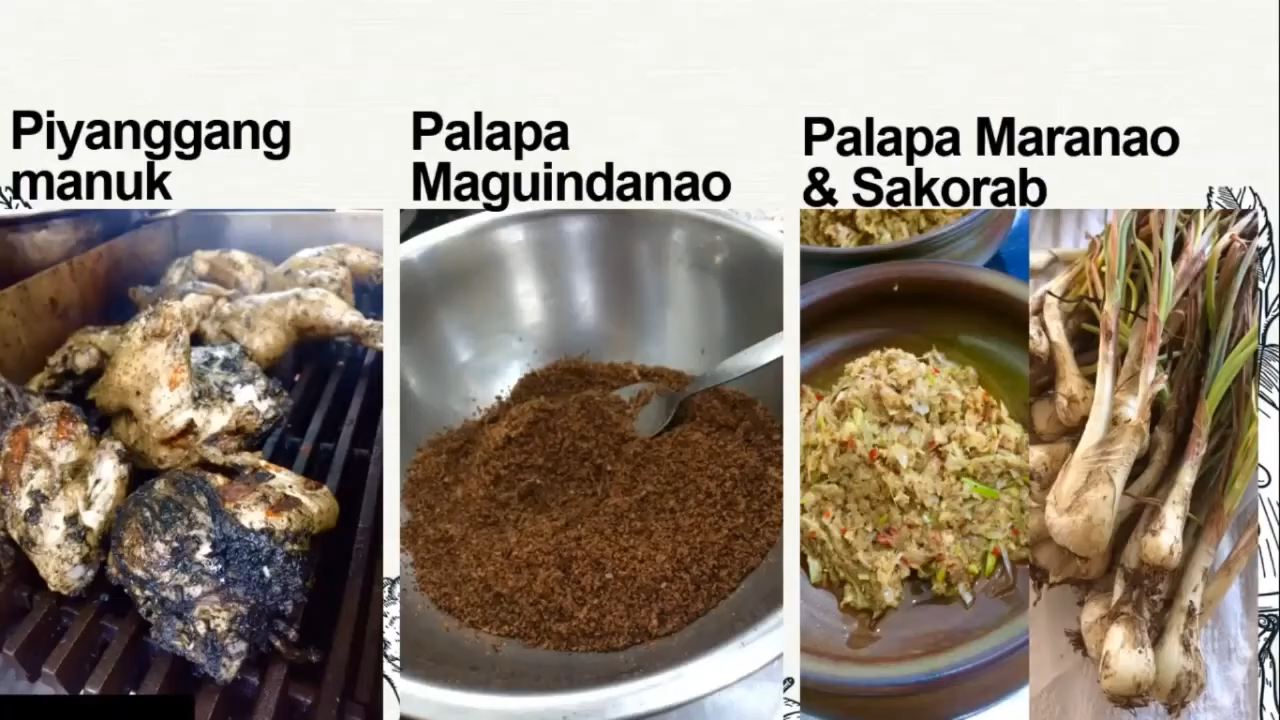 Piyanggang
manuk
Palapa
Maguindanao
Palapa Maranao
& Sakorab